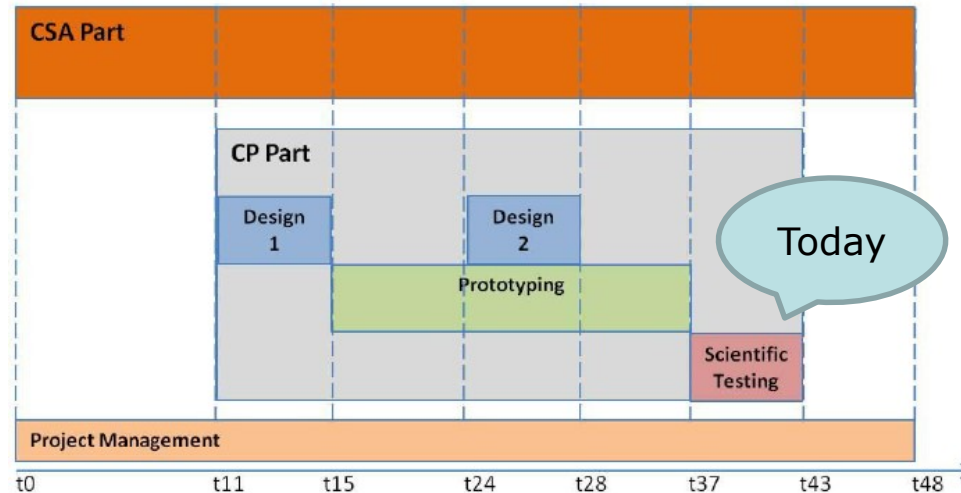 CSA Part
CP Part
Design
1
Design
2
Today
Prototyping
Scientific
Testing
Project Management
t0 t11 t15 t24 t28 t37 t43 t48